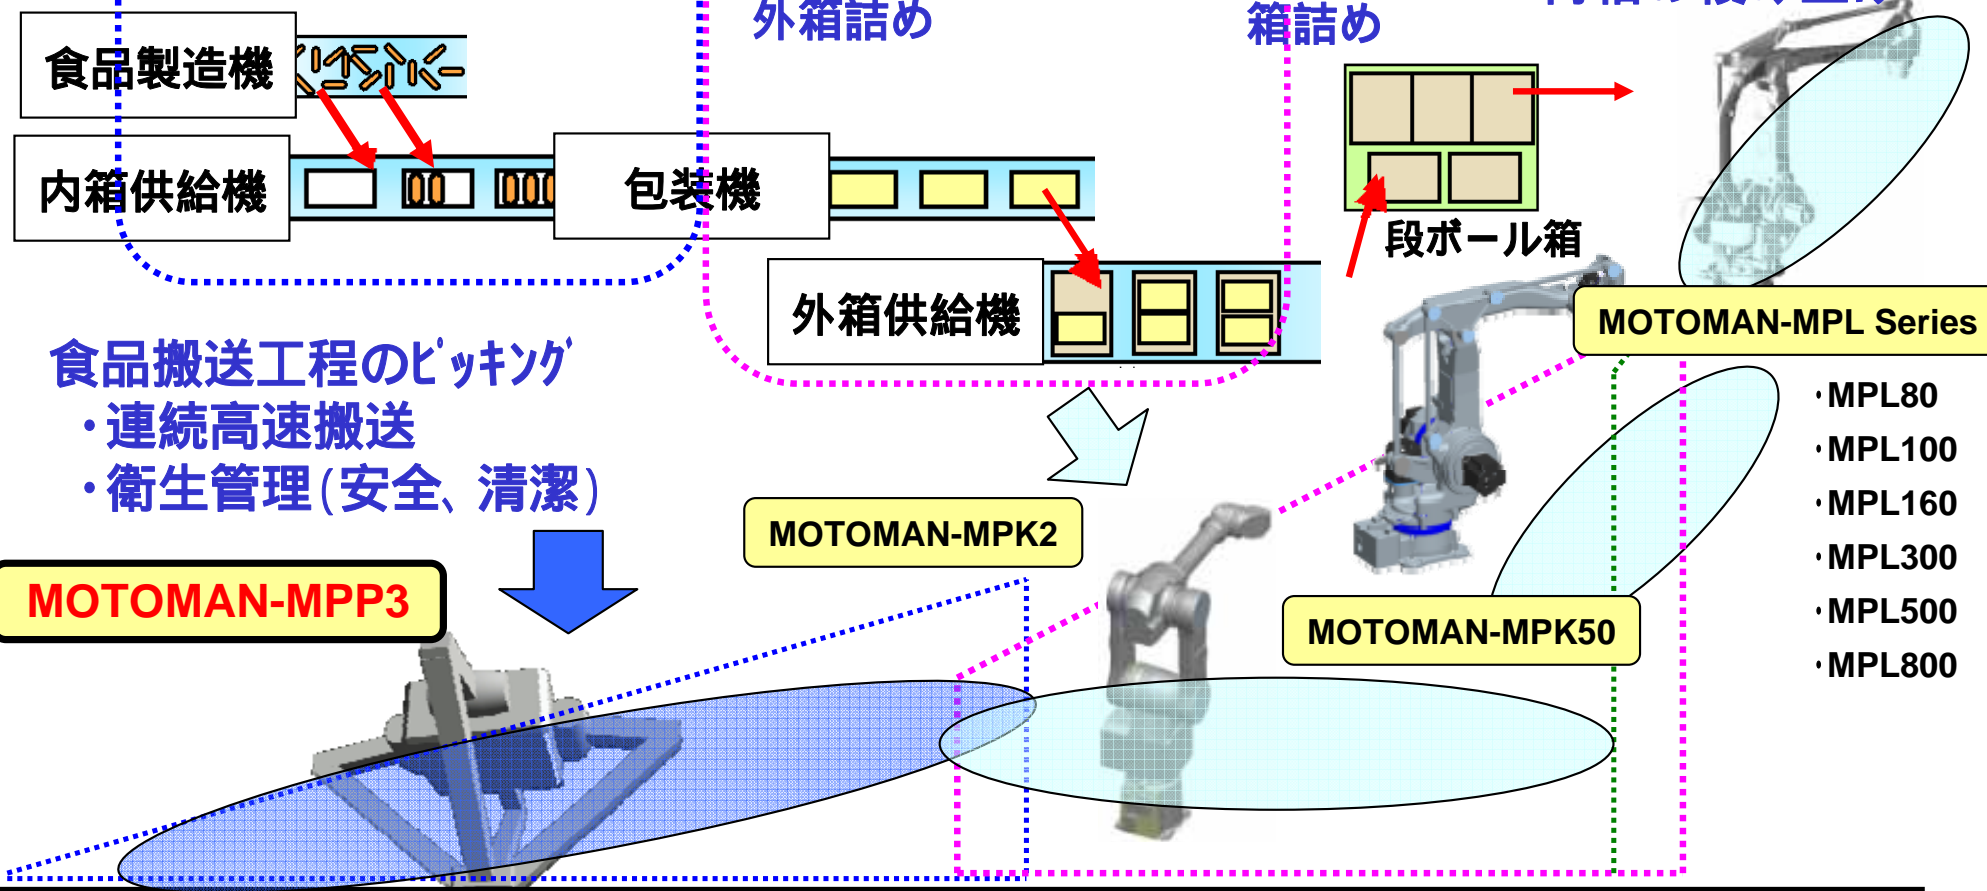 外箱詰め
箱詰め
食品製造機
内箱供給機
包装機
段ボール箱
外箱供給機
食品搬送工程のﾋﾟｯｷﾝｸﾞ
・連続高速搬送
・衛生管理(安全、清潔)
MOTOMAN-MPP3
MOTOMAN-MPK2
MOTOMAN-MPK50
MOTOMAN-MPL Series
・MPL80
・MPL100
・MPL160
・MPL300
・MPL500
・MPL800